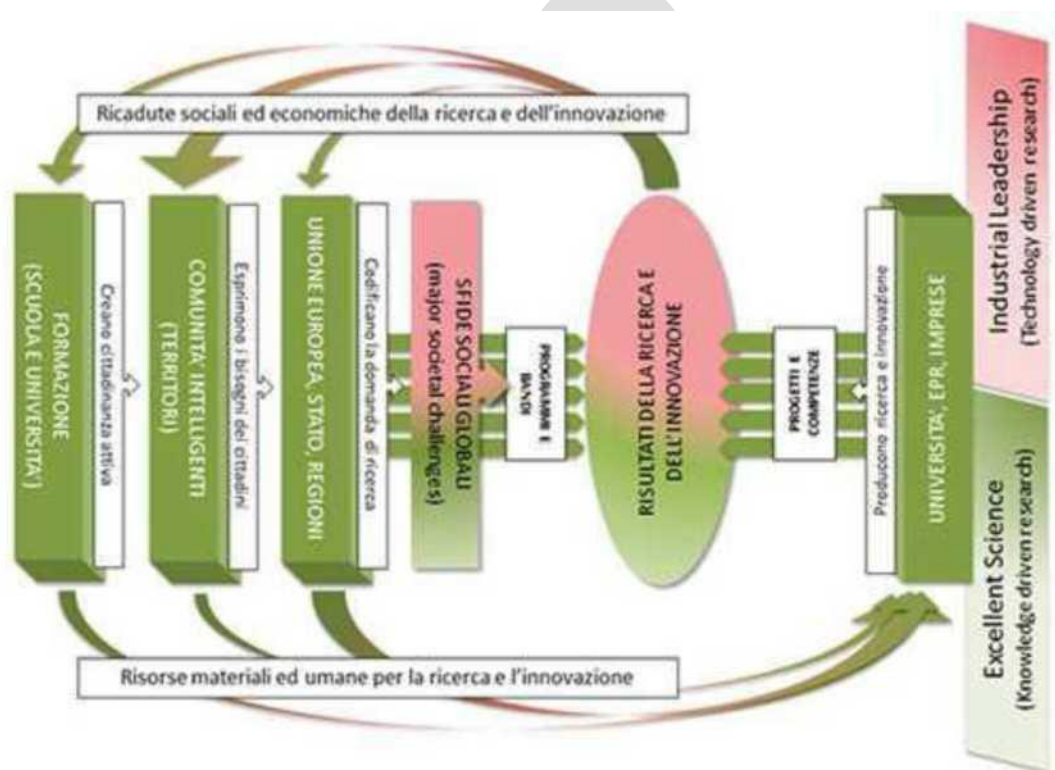 Ricadute sociali ed economiche della ricerca e dell'innovazione
FORMAZIONE
(SCUOLA E UNIVERSITA')
Creano cittadinanza attiva
COMUNITA' INTELLIGENTI
(TERRITORI)
Esprimono i bisogni dei cittadini
UNIONE EUROPEA, STATO, REGIONI
Codificano la domanda di ricerca
SFIDE SOCIALI GLOBALI
(major societal challenges)
PROGRAMMI E
BANDI
RISULTATI DELLA RICERCA E
DELL'INNOVAZIONE
PROGETTI E
COMPETENZE
Producono ricerca e innovazione
UNIVERSITA', EPR, IMPRESE
Industrial Leadership
(Technology driven research)
Excellent Science
(Knowledge driven research)
Risorse materiali ed umane per la ricerca e l'innovazione